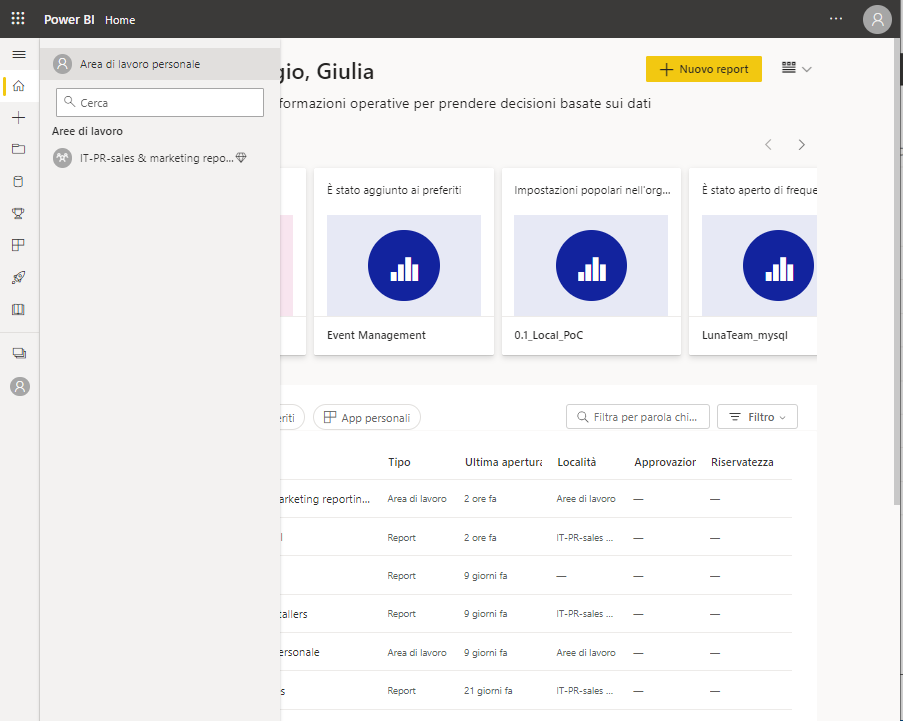 Power BI Home
Area di lavoro personale
Cerca
Aree di lavoro
IT-PR-sales & marketing repo...
gio, Giulia
Nuovo report
formazioni operative per prendere decisioni basate sui dati
È stato aggiunto ai preferiti
Impostazioni popolari nell'org...
È stato aperto di freque
Event Management
0.1_Local_PoC
LunaTeam_mysql
eriti
App personali
Filtra per parola chi...
Filtro
Tipo Ultima apertura Località Approvazior Riservatezza
arketing reportin... Area di lavoro 2 ore fa Aree di lavoro — —
l Report 2 ore fa IT-PR-sales ... — —
Report 9 giorni fa — — —
tailers Report 9 giorni fa IT-PR-sales ... — —
ersonale Area di lavoro 9 giorni fa Aree di lavoro — —
s Report 21 giorni fa IT-PR-sales ... — —